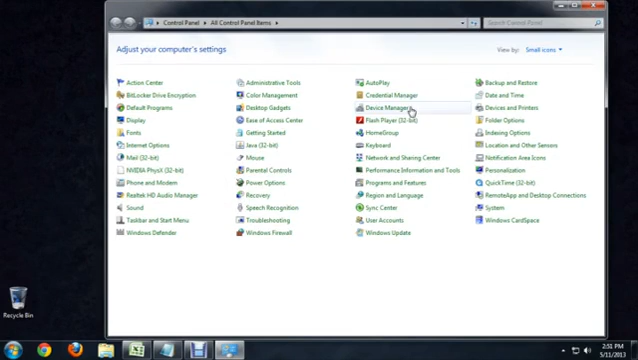 Control Panel ▸ All Control Panel Items ▸
Search Control Panel
Adjust your computer's settings
View by: Small icons
Action Center
Administrative Tools
AutoPlay
Backup and Restore
BitLocker Drive Encryption
Color Management
Credential Manager
Date and Time
Default Programs
Desktop Gadgets
Device Manager
Devices and Printers
Display
Ease of Access Center
Flash Player (32-bit)
Folder Options
Fonts
Getting Started
HomeGroup
Indexing Options
Internet Options
Java (32-bit)
Keyboard
Location and Other Sensors
Mail (32-bit)
Mouse
Network and Sharing Center
Notification Area Icons
NVIDIA PhysX (32-bit)
Parental Controls
Performance Information and Tools
Personalization
Phone and Modem
Power Options
Programs and Features
QuickTime (32-bit)
Realtek HD Audio Manager
Recovery
Region and Language
RemoteApp and Desktop Connections
Sound
Speech Recognition
Sync Center
System
Taskbar and Start Menu
Troubleshooting
User Accounts
Windows CardSpace
Windows Defender
Windows Firewall
Windows Update
Recycle Bin
2:51 PM
5/11/2013